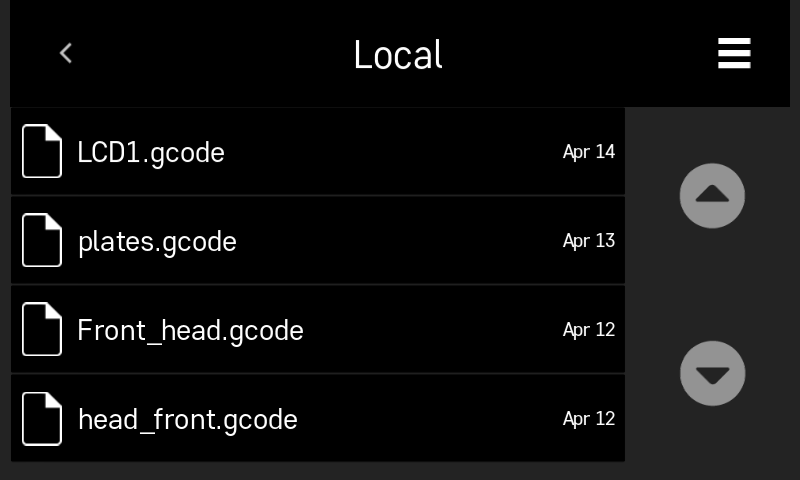 Local
LCD1.gcode Apr 14
plates.gcode Apr 13
Front_head.gcode Apr 12
head_front.gcode Apr 12